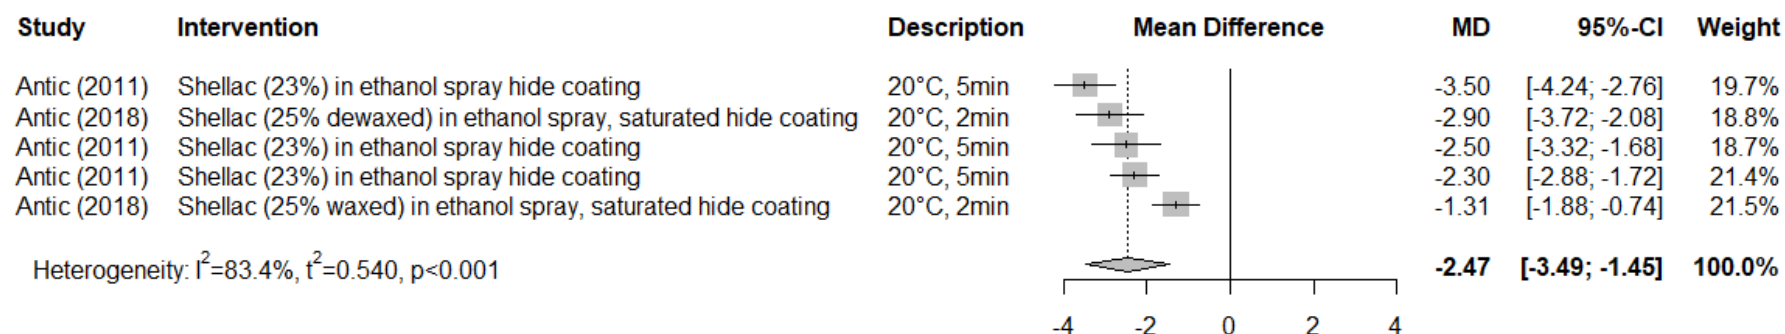 Study Intervention Description Mean Difference MD 95%-CI Weight
Antic (2011) Shellac (23%) in ethanol spray hide coating 20°C, 5min -3.50 [-4.24; -2.76] 19.7%
Antic (2018) Shellac (25% dewaxed) in ethanol spray, saturated hide coating 20°C, 2min -2.90 [-3.72; -2.08] 18.8%
Antic (2011) Shellac (23%) in ethanol spray hide coating 20°C, 5min -2.50 [-3.32; -1.68] 18.7%
Antic (2011) Shellac (23%) in ethanol spray hide coating 20°C, 5min -2.30 [-2.88; -1.72] 21.4%
Antic (2018) Shellac (25% waxed) in ethanol spray, saturated hide coating 20°C, 2min -1.31 [-1.88; -0.74] 21.5%
Heterogeneity: I²=83.4%, t²=0.540, p<0.001 -2.47 [-3.49; -1.45] 100.0%
-4 -2 0 2 4